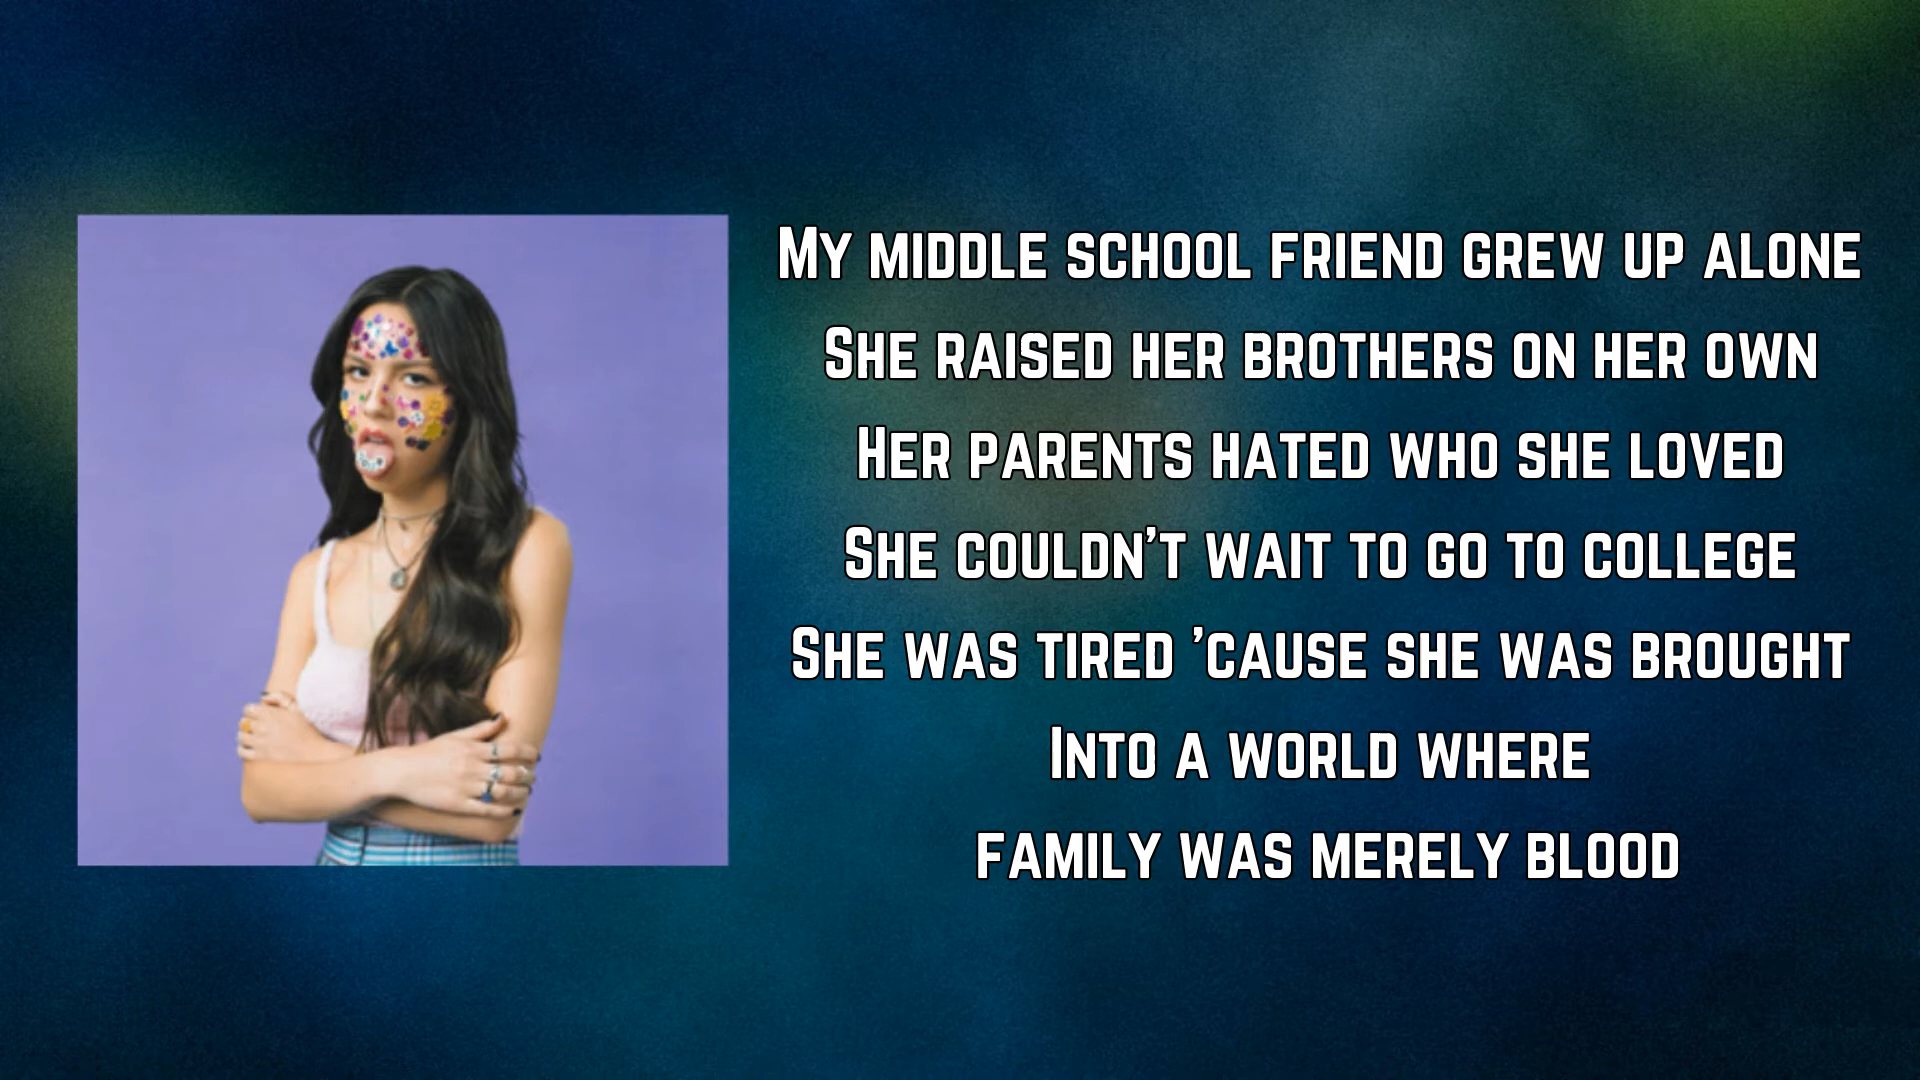 My middle school friend grew up alone
She raised her brothers on her own
Her parents hated who she loved
She couldn't wait to go to college
She was tired 'cause she was brought
Into a world where
family was merely blood